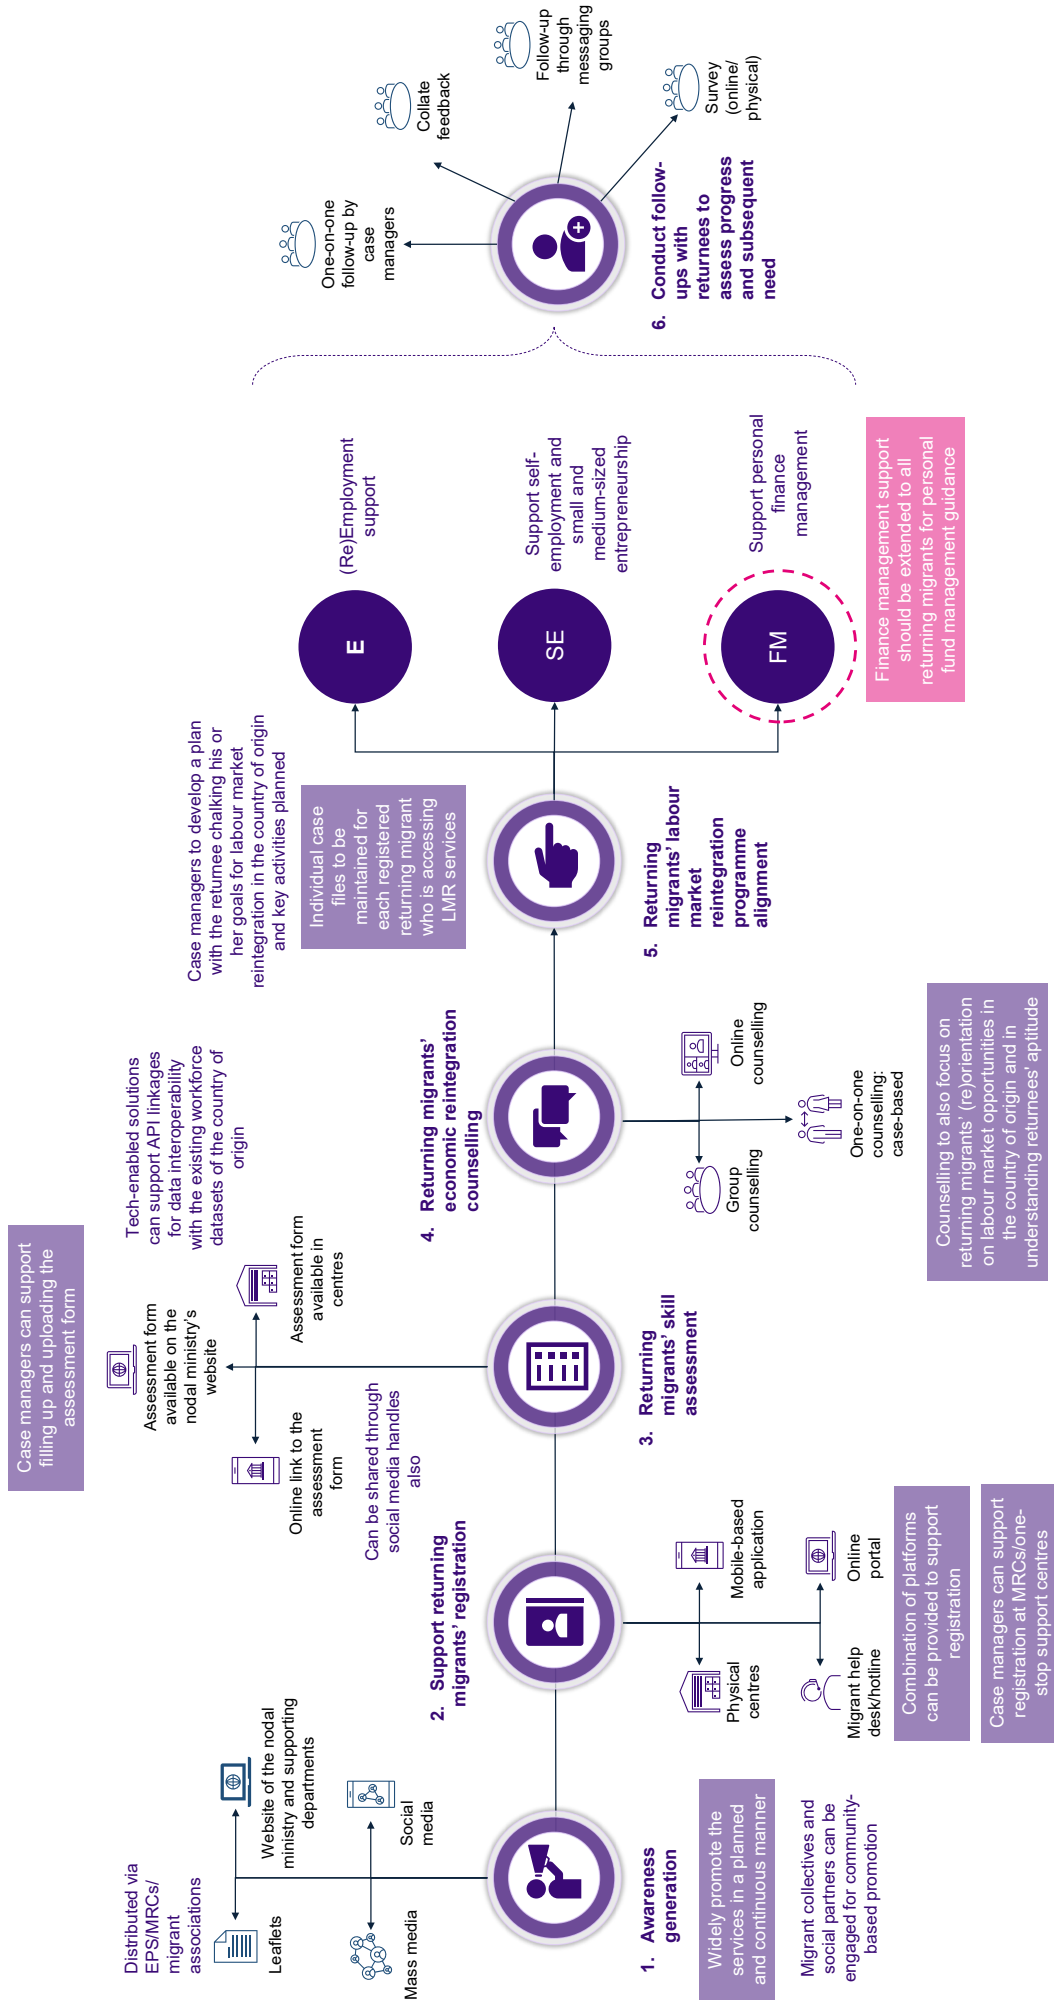 Distributed via
EPS/MRCs/
migrant
associations
Leaflets
Website of the nodal
ministry and supporting
departments
Mass media
Social
media
1. Awareness
generation
Widely promote the
services in a planned
and continuous manner
Migrant collectives and
social partners can be
engaged for community-
based promotion
2. Support returning
migrants’ registration
Physical
centres
Mobile-based
application
Migrant help
desk/hotline
Online
portal
Combination of platforms
can be provided to support
registration
Case managers can support
registration at MRCs/one-
stop support centres
Case managers can support
filling up and uploading the
assessment form
Assessment form
available on the
nodal ministry’s
website
Online link to the
assessment
form
Assessment form
available in
centres
Can be shared through
social media handles
also
3. Returning
migrants’ skill
assessment
Tech-enabled solutions
can support API linkages
for data interoperability
with the existing workforce
datasets of the country of
origin
4. Returning migrants’
economic reintegration
counselling
Group
counselling
Online
counselling
One-on-one
counselling:
case-based
Counselling to also focus on
returning migrants’ (re)orientation
on labour market opportunities in
the country of origin and in
understanding returnees’ aptitude
Case managers to develop a plan
with the returnee chalking his or
her goals for labour market
reintegration in the country of origin
and key activities planned
Individual case
files to be
maintained for
each registered
returning migrant
who is accessing
LMR services
5. Returning
migrants’ labour
market
reintegration
programme
alignment
E
(Re)Employment
support
SE
Support self-
employment and
small and
medium-sized
entrepreneurship
FM
Support personal
finance
management
Finance management support
should be extended to all
returning migrants for personal
fund management guidance
One-on-one
follow-up by
case
managers
Collate
feedback
Follow-up
through
messaging
groups
Survey
(online/
physical)
6. Conduct follow-
ups with
returnees to
assess progress
and subsequent
need